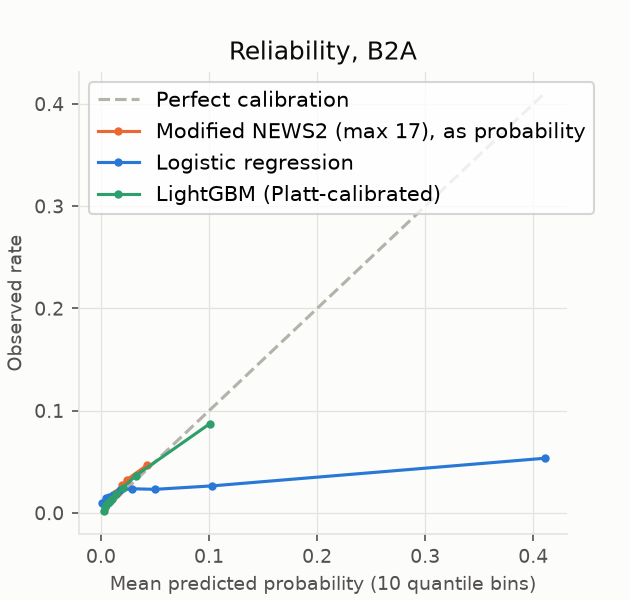 Reliability, B2A
Perfect calibration
Modified NEWS2 (max 17), as probability
Logistic regression
LightGBM (Platt-calibrated)
Observed rate
0.4
0.3
0.2
0.1
0.0
0.0 0.1 0.2 0.3 0.4
Mean predicted probability (10 quantile bins)